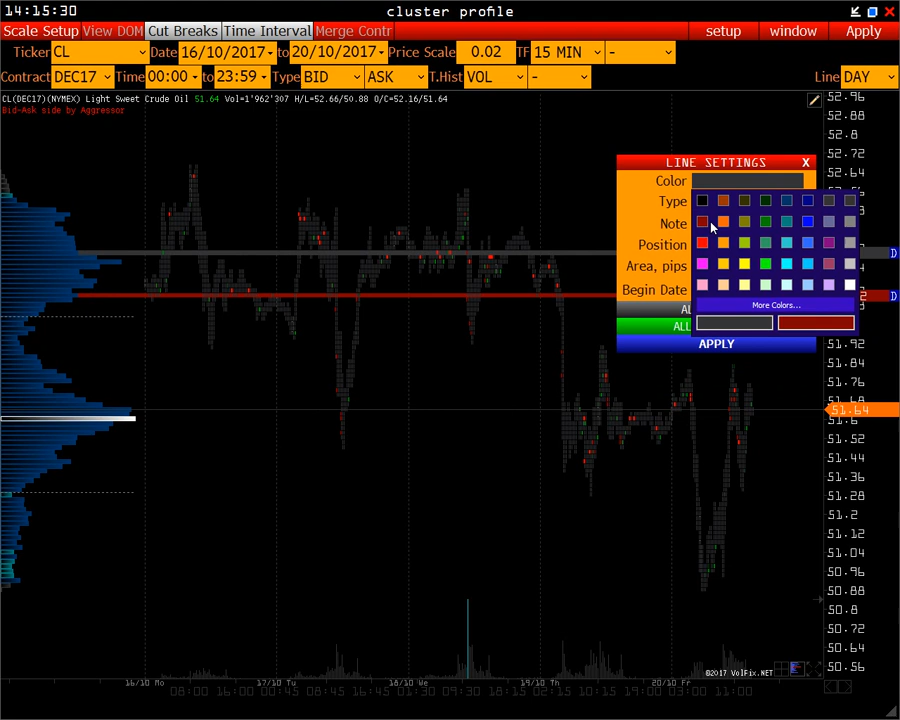 14:15:30
cluster profile
Scale Setup View DOM Cut Breaks Time Interval Merge Contr setup window Apply
Ticker CL Date 16/10/2017 to 20/10/2017 Price Scale 0.02 TF 15 MIN -
Contract DEC17 Time 00:00 to 23:59 Type BID ASK T.Hist VOL - Line DAY
CL(DEC17)(NYMEX) Light Sweet Crude Oil 51.64 Vol=1'962'307 H/L=52.66/50.88 O/C=52.16/51.64
Bid-Ask side by Aggressor
52.96
52.88
52.8
52.72
52.64
LINE SETTINGS X
Color
Type
Note
Position
Area, pips
Begin Date
More Colors...
ALL
APPLY
D
D
51.92
51.84
51.76
51.68
51.64
51.6
51.52
51.44
51.36
51.28
51.2
51.12
51.04
50.96
50.88
50.8
50.72
50.64
50.56
©2017 VolFix.NET
16/10 Mo 17/10 Tu 18/10 We 19/10 Th 20/10 Fr
08:00 16:00 00:45 08:45 16:45 01:30 09:30 18:15 02:15 10:15 19:00 03:00 11:00